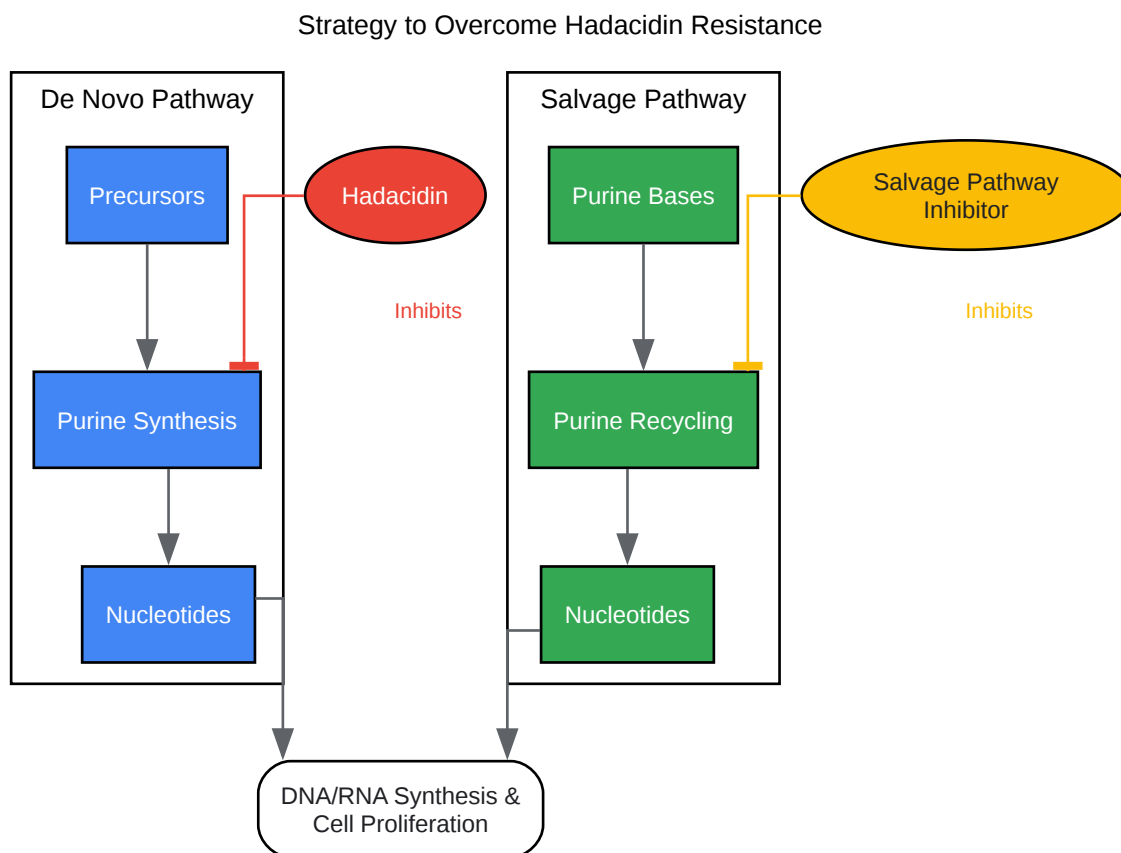 Strategy to Overcome Hadacidin Resistance
De Novo Pathway
Salvage Pathway
Precursors
Hadacidin
Purine Bases
Salvage Pathway
Inhibitor
Inhibits
Inhibits
Purine Synthesis
Purine Recycling
Nucleotides
Nucleotides
DNA/RNA Synthesis &
Cell Proliferation